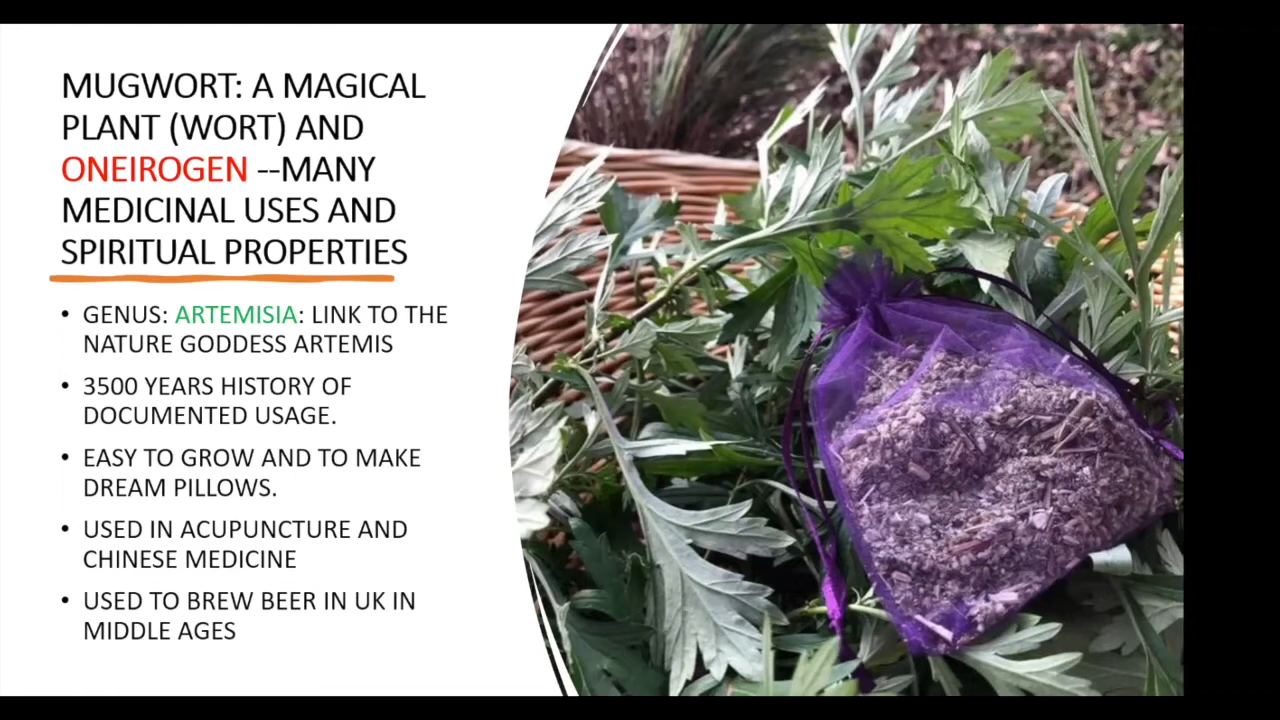 MUGWORT: A MAGICAL
PLANT (WORT) AND
ONEIROGEN --MANY
MEDICINAL USES AND
SPIRITUAL PROPERTIES
• GENUS: ARTEMISIA: LINK TO THE
NATURE GODDESS ARTEMIS
• 3500 YEARS HISTORY OF
DOCUMENTED USAGE.
• EASY TO GROW AND TO MAKE
DREAM PILLOWS.
• USED IN ACUPUNCTURE AND
CHINESE MEDICINE
• USED TO BREW BEER IN UK IN
MIDDLE AGES